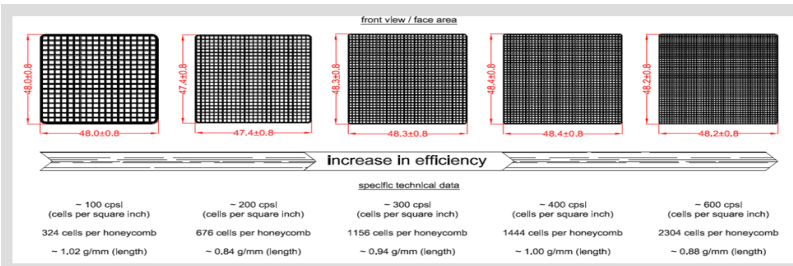 front view / face area
48.0±0.8 47.4±0.8 48.3±0.8 48.4±0.8 48.2±0.8
48.0±0.8 47.4±0.8 48.3±0.8 48.4±0.8 48.2±0.8
increase in efficiency
specific technical data
~ 100 cpsi ~ 200 cpsi ~ 300 cpsi ~ 400 cpsi ~ 600 cpsi
(cells per square inch) (cells per square inch) (cells per square inch) (cells per square inch) (cells per square inch)
324 cells per honeycomb 676 cells per honeycomb 1156 cells per honeycomb 1444 cells per honeycomb 2304 cells per honeycomb
~ 1.02 g/mm (length) ~ 0.84 g/mm (length) ~ 0.94 g/mm (length) ~ 1.00 g/mm (length) ~ 0.88 g/mm (length)